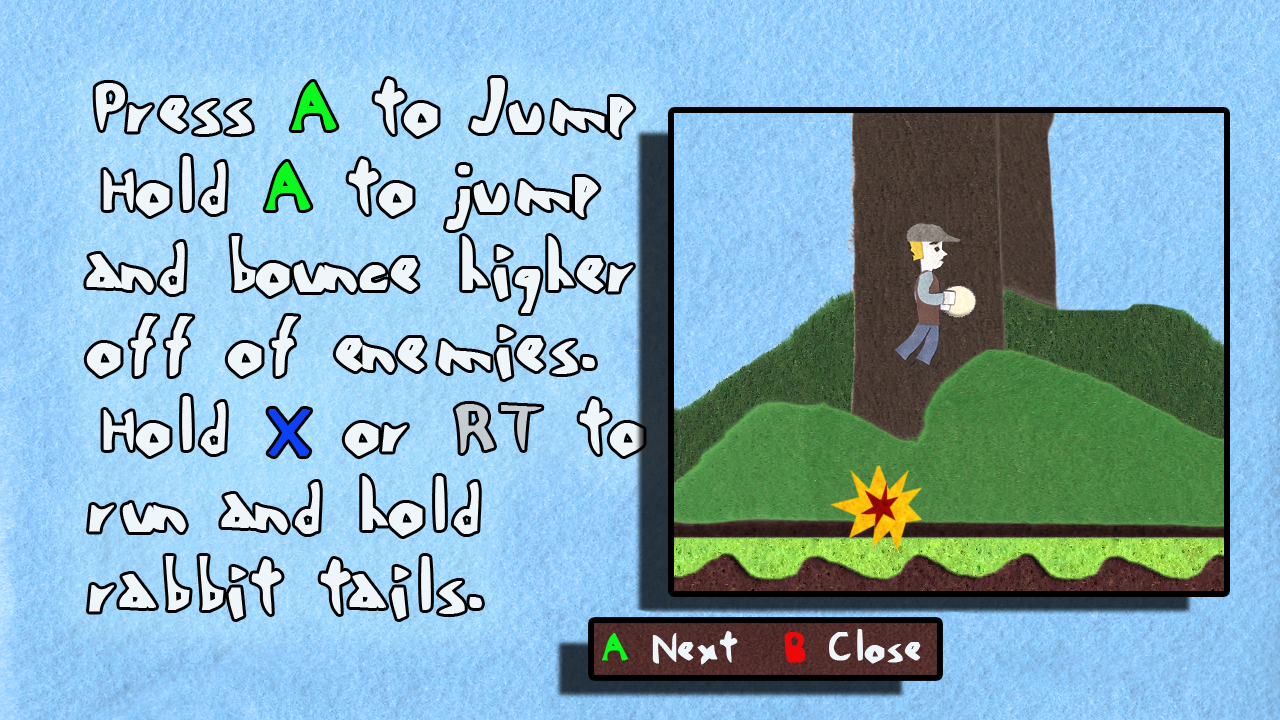 Press A to Jump
Hold A to jump
and bounce higher
off of enemies.
Hold X or RT to
run and hold
rabbit tails.
A Next B Close